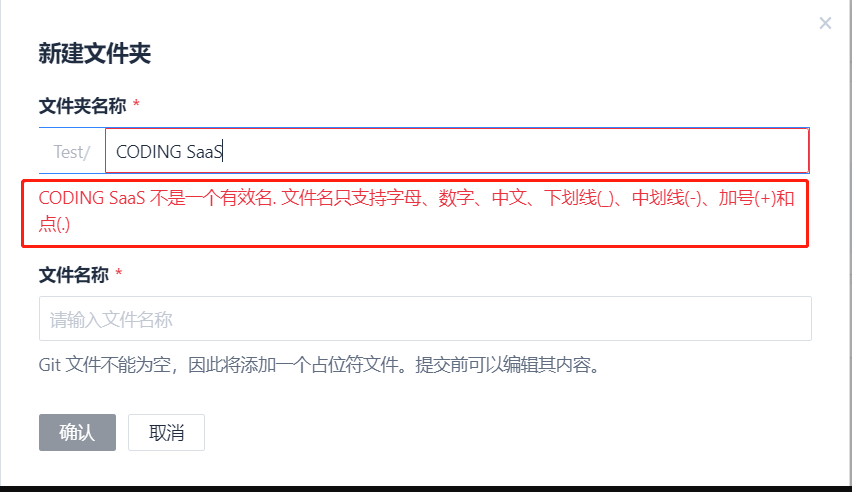 新建文件夹
文件夹名称 *
Test/ CODING SaaS
CODING SaaS 不是一个有效名. 文件名只支持字母、数字、中文、下划线(_)、中划线(-)、加号(+)和
点(.)
文件名称 *
请输入文件名称
Git 文件不能为空，因此将添加一个占位符文件。提交前可以编辑其内容。
确认 取消